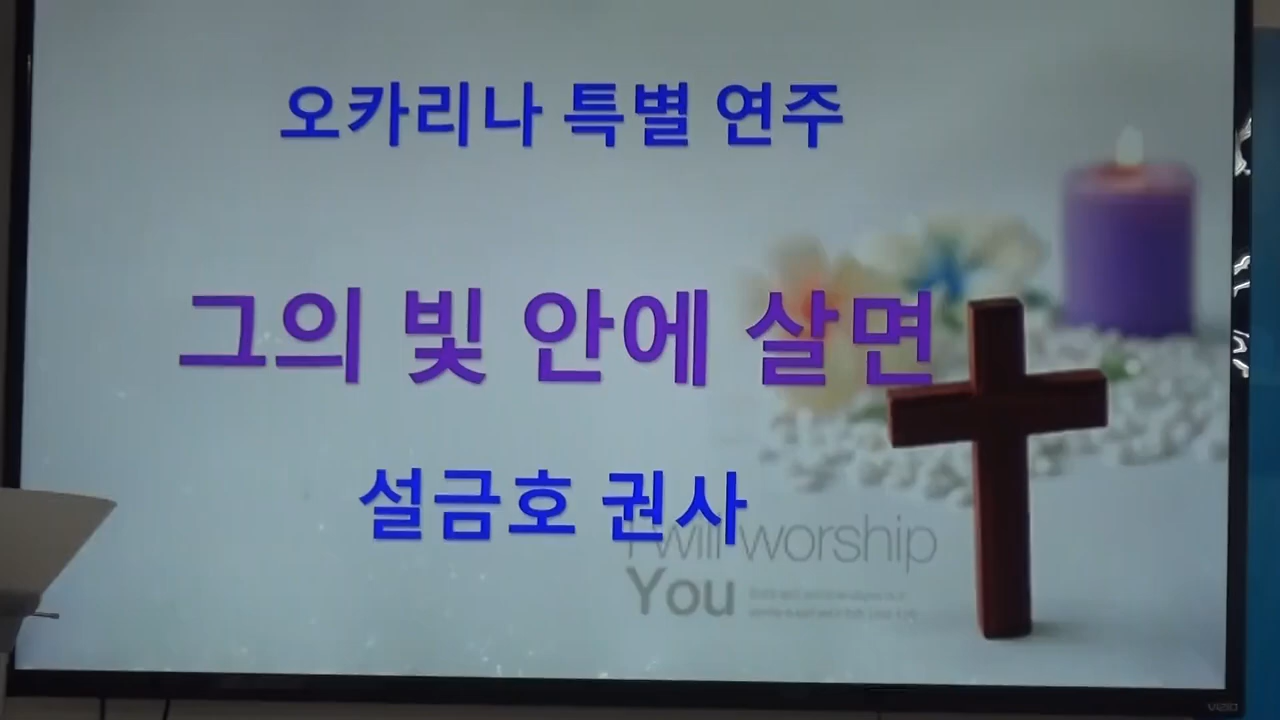 오카리나 특별 연주
그의 빛 안에 살면
설금호 권사
I will worship
You
VIZIO